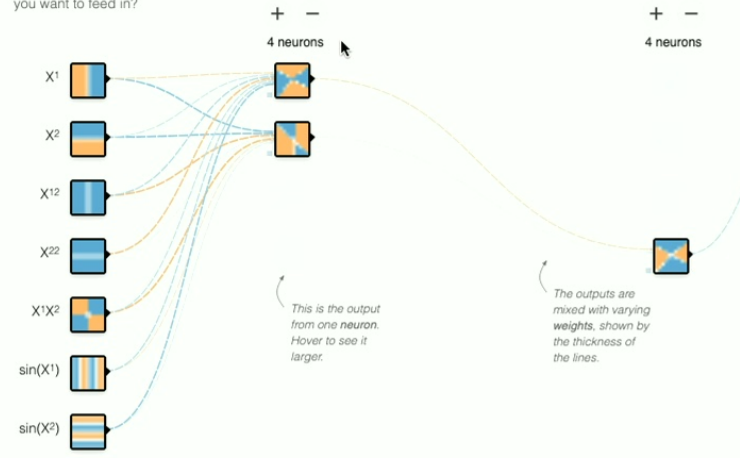 you want to feed in?
+ −
+ −
4 neurons
4 neurons
X1
X2
X12
X22
X1X2
sin(X1)
sin(X2)
This is the output
from one neuron.
Hover to see it
larger.
The outputs are
mixed with varying
weights, shown by
the thickness of
the lines.